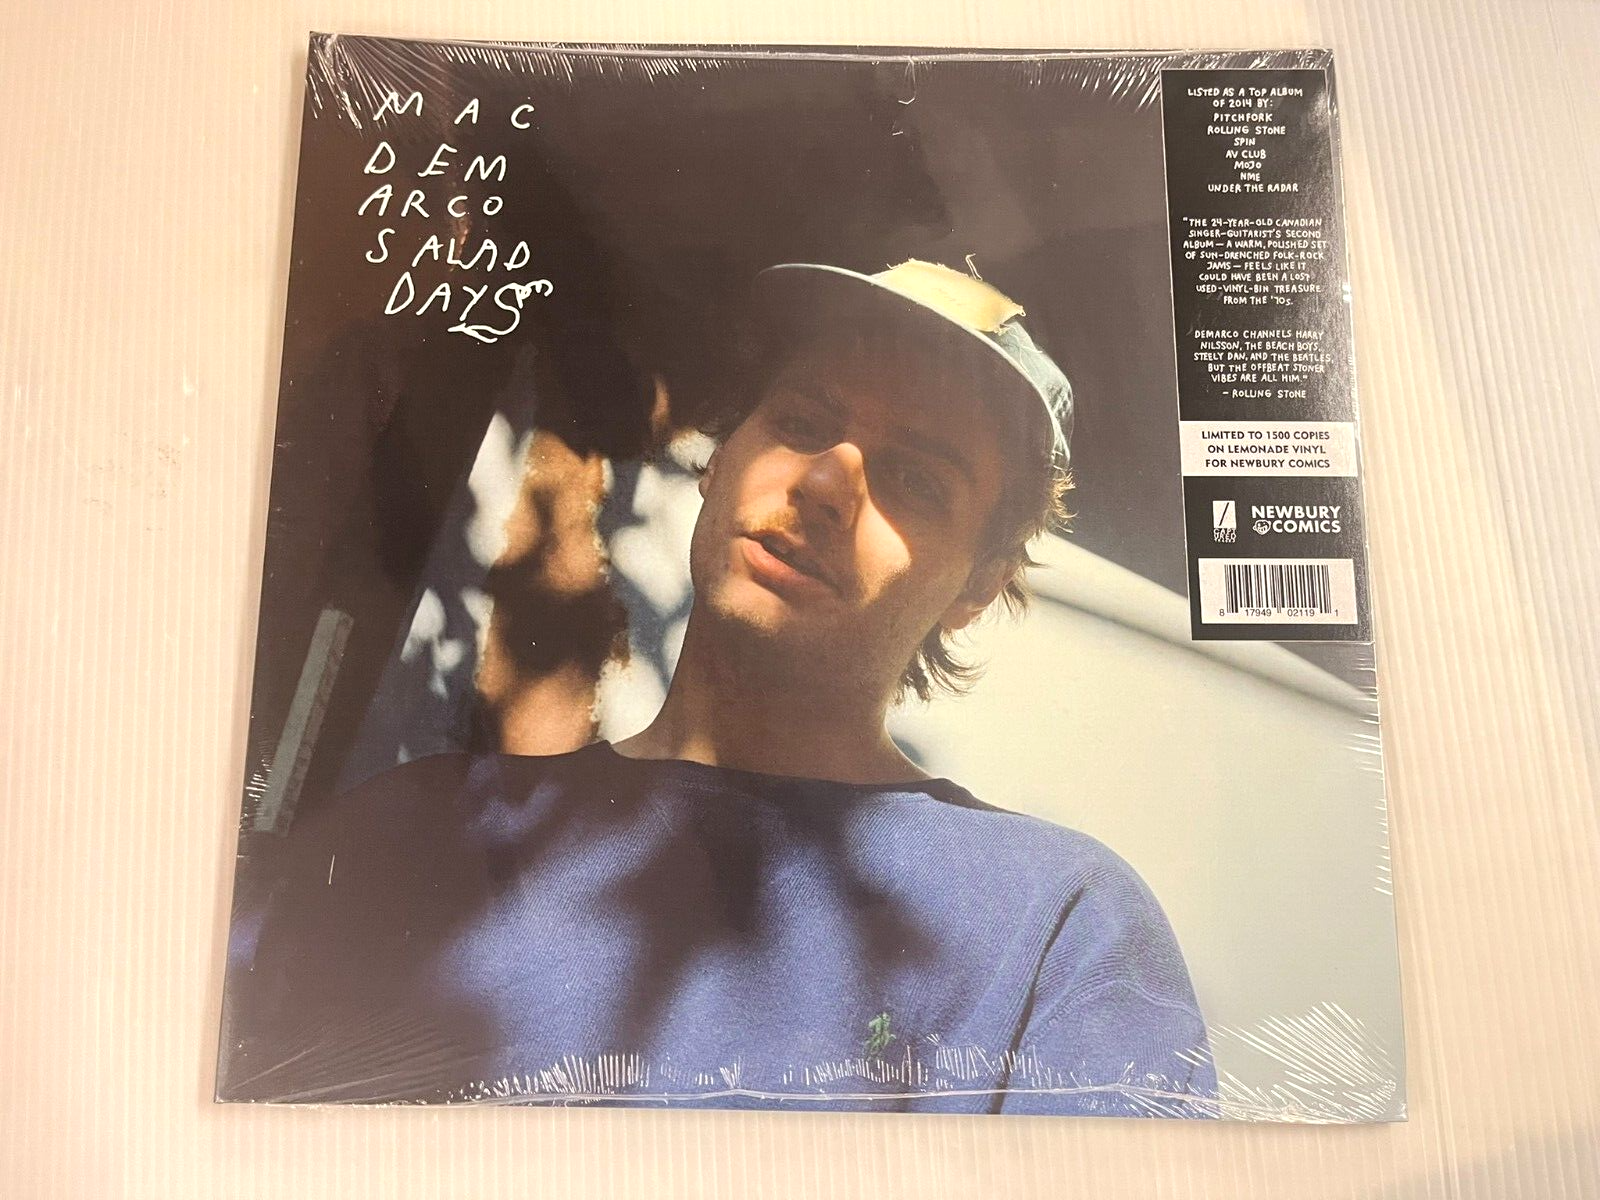 MAC
DEM
ARCO
SALAD
DAYS
LISTED AS A TOP ALBUM
OF 2014 BY:
PITCHFORK
ROLLING STONE
SPIN
AV CLUB
MOJO
NME
UNDER THE RADAR
"THE 24-YEAR-OLD CANADIAN
SINGER-GUITARIST'S SECOND
ALBUM — A WARM, POLISHED SET
OF SUN-DRENCHED FOLK-ROCK
JAMS — FEELS LIKE IT
COULD HAVE BEEN A LOST
USED-VINYL-BIN TREASURE
FROM THE '70s.
DEMARCO CHANNELS HARRY
NILSSON, THE BEACH BOYS,
STEELY DAN, AND THE BEATLES,
BUT THE OFFBEAT STONER
VIBES ARE ALL HIM."
- ROLLING STONE
LIMITED TO 1500 COPIES
ON LEMONADE VINYL
FOR NEWBURY COMICS
CAPT
URED
TRACKS
NEWBURY
COMICS
8 17949 02119 1